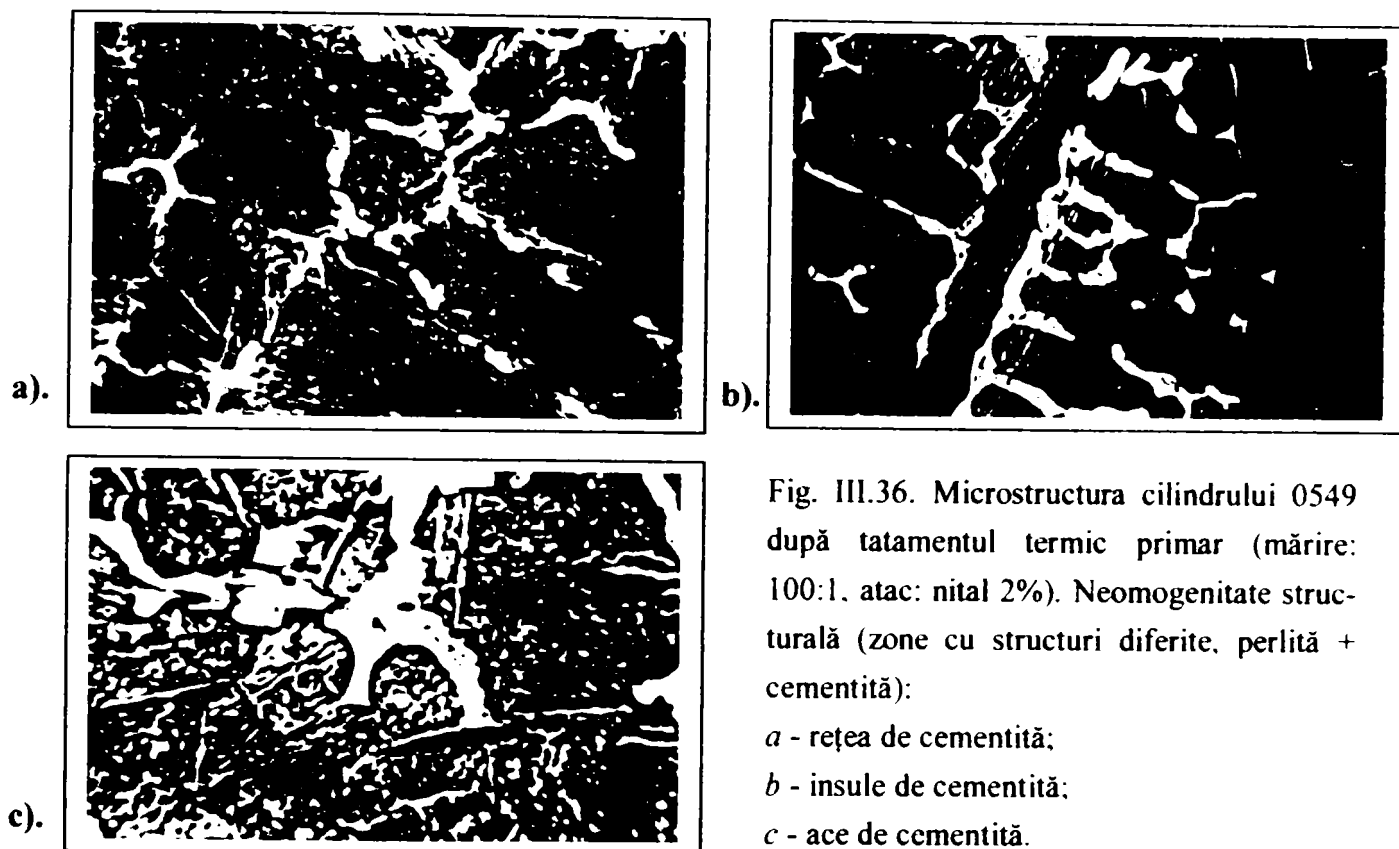 a).
b).
c).
Fig. III.36. Microstructura cilindrului 0549
după tatamentul termic primar (mărire:
100:1, atac: nital 2%). Neomogenitate struc-
turală (zone cu structuri diferite, perlită +
cementită):
a - rețea de cementită;
b - insule de cementită;
c - ace de cementită.